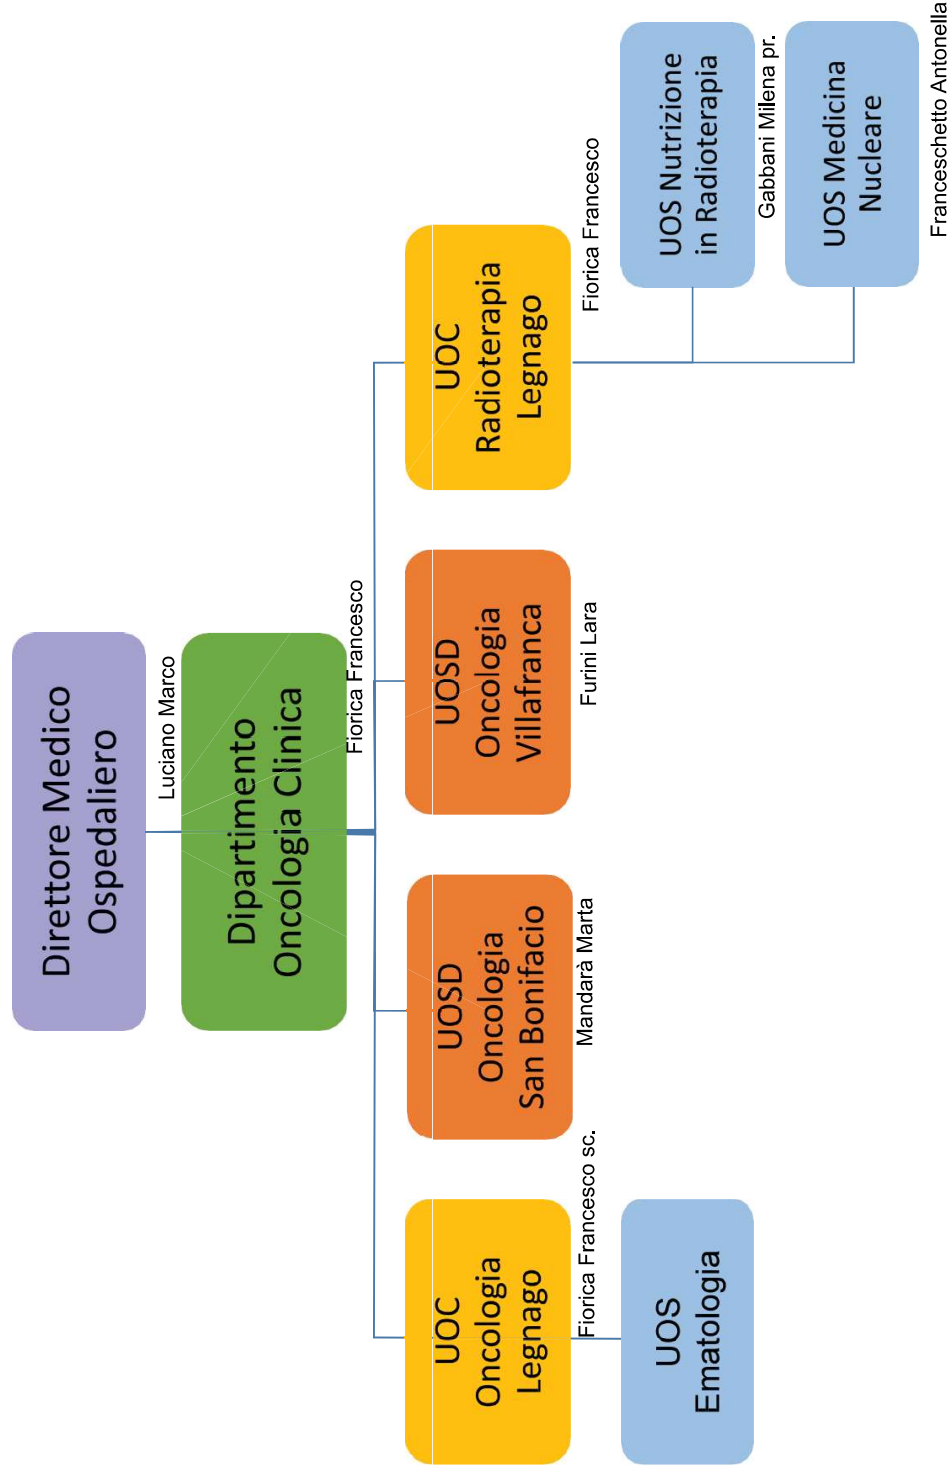 Direttore Medico
Ospedaliero
Luciano Marco
Dipartimento
Oncologia Clinica
Fiorica Francesco
UOC
Oncologia
Legnago
Fiorica Francesco sc.
UOSD
Oncologia
San Bonifacio
Mandarà Marta
UOSD
Oncologia
Villafranca
Furini Lara
UOC
Radioterapia
Legnago
Fiorica Francesco
UOS
Ematologia
UOS Nutrizione
in Radioterapia
Gabbani Milena pr.
UOS Medicina
Nucleare
Franceschetto Antonella